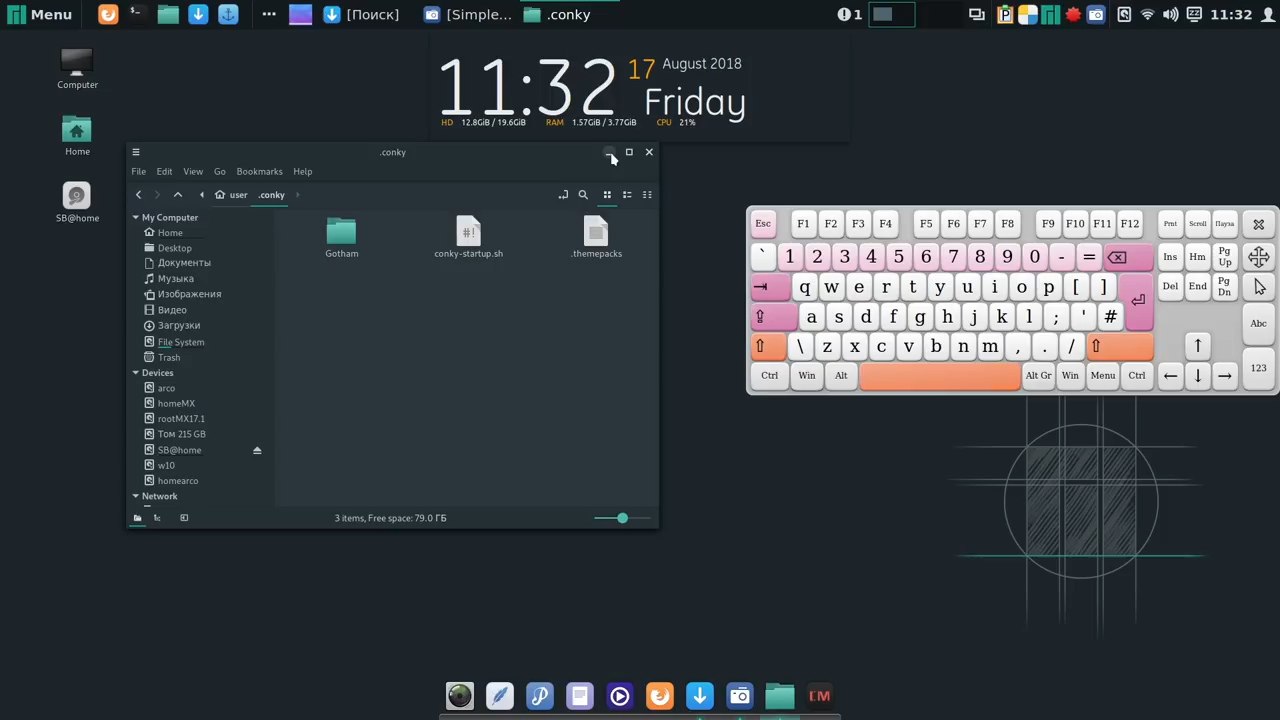 Menu
[Поиск]
[Simple...
.conky
1
11:32
11:32
17
August 2018
Friday
HD 12.8GiB / 19.6GiB RAM 1.57GiB / 3.77GiB CPU 21%
Computer
Home
SB@home
.conky
File Edit View Go Bookmarks Help
user
.conky
My Computer
Home
Desktop
Документы
Музыка
Изображения
Видео
Загрузки
File System
Trash
Devices
arco
homeMX
rootMX17.1
Том 215 GB
SB@home
w10
homearco
Network
Gotham
#!
conky-startup.sh
.themepacks
3 items, Free space: 79.0 ГБ
Esc F1 F2 F3 F4 F5 F6 F7 F8 F9 F10 F11 F12 Prnt Scroll Пауза
` 1 2 3 4 5 6 7 8 9 0 - = Ins Hm Pg Up
q w e r t y u i o p [ ] Del End Pg Dn
a s d f g h j k l ; ' # Abc
\ z x c v b n m , . /
Ctrl Win Alt Alt Gr Win Menu Ctrl 123
CM